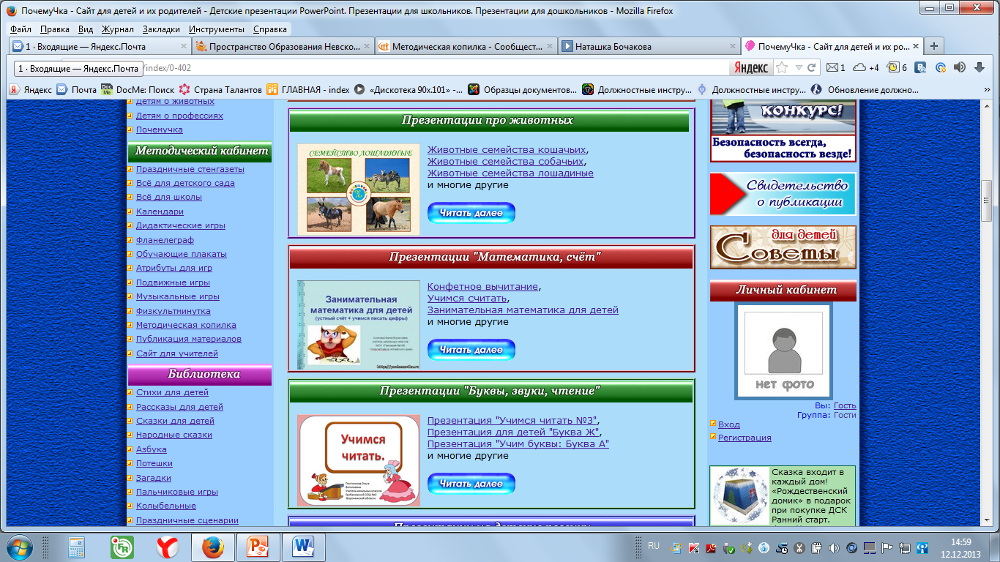 ПочемуЧка - Сайт для детей и их родителей - Детские презентации PowerPoint. Презентации для школьников. Презентации для дошкольников - Mozilla Firefox
Файл Правка Вид Журнал Закладки Инструменты Справка
1 · Входящие — Яндекс.Почта
Пространство Образования Невско...
Методическая копилка - Сообщест...
Наташка Бочакова
ПочемуЧка - Сайт для детей и их ро...
1 · Входящие — Яндекс.Почта
/index/0-402
Яндекс
1
+4
6
Яндекс
Почта
DocMe: Поиск
Страна Талантов
ГЛАВНАЯ - index
«Дискотека 90х.101» -...
Образцы документов...
Должностные инстру...
Должностные инстру...
Обновление должно...
Детям о животных
Детям о профессиях
Почемучка
Методический кабинет
Праздничные стенгазеты
Всё для детского сада
Всё для школы
Календари
Дидактические игры
Фланелеграф
Обучающие плакаты
Атрибуты для игр
Подвижные игры
Музыкальные игры
Физкультминутка
Методическая копилка
Публикация материалов
Сайт для учителей
Библиотека
Стихи для детей
Рассказы для детей
Сказки для детей
Народные сказки
Азбука
Потешки
Загадки
Пальчиковые игры
Колыбельные
Праздничные сценарии
Презентации про животных
СЕМЕЙСТВО ЛОШАДИНЫЕ
Животные семейства кошачьих,
Животные семейства собачьих,
Животные семейства лошадиные
и многие другие
Читать далее
Презентации "Математика, счёт"
Занимательная
математика для детей
(устный счёт + учимся писать цифры)
http://pochemu4ka.ru
Конфетное вычитание,
Учимся считать,
Занимательная математика для детей
и многие другие
Читать далее
Презентации "Буквы, звуки, чтение"
Учимся
читать.
Презентация "Учимся читать №3",
Презентация для детей "Буква Ж",
Презентация "Учим буквы: Буква А"
и многие другие
Читать далее
КОНКУРС!
Безопасность всегда,
безопасность везде!
Свидетельство
о публикации
для детей
Советы
Личный кабинет
нет фото
Вы: Гость
Группа: Гости
Вход
Регистрация
Сказка входит в
каждый дом!
«Рождественский
домик» в подарок
при покупке ДСК
Ранний старт.
RU
14:59
12.12.2013